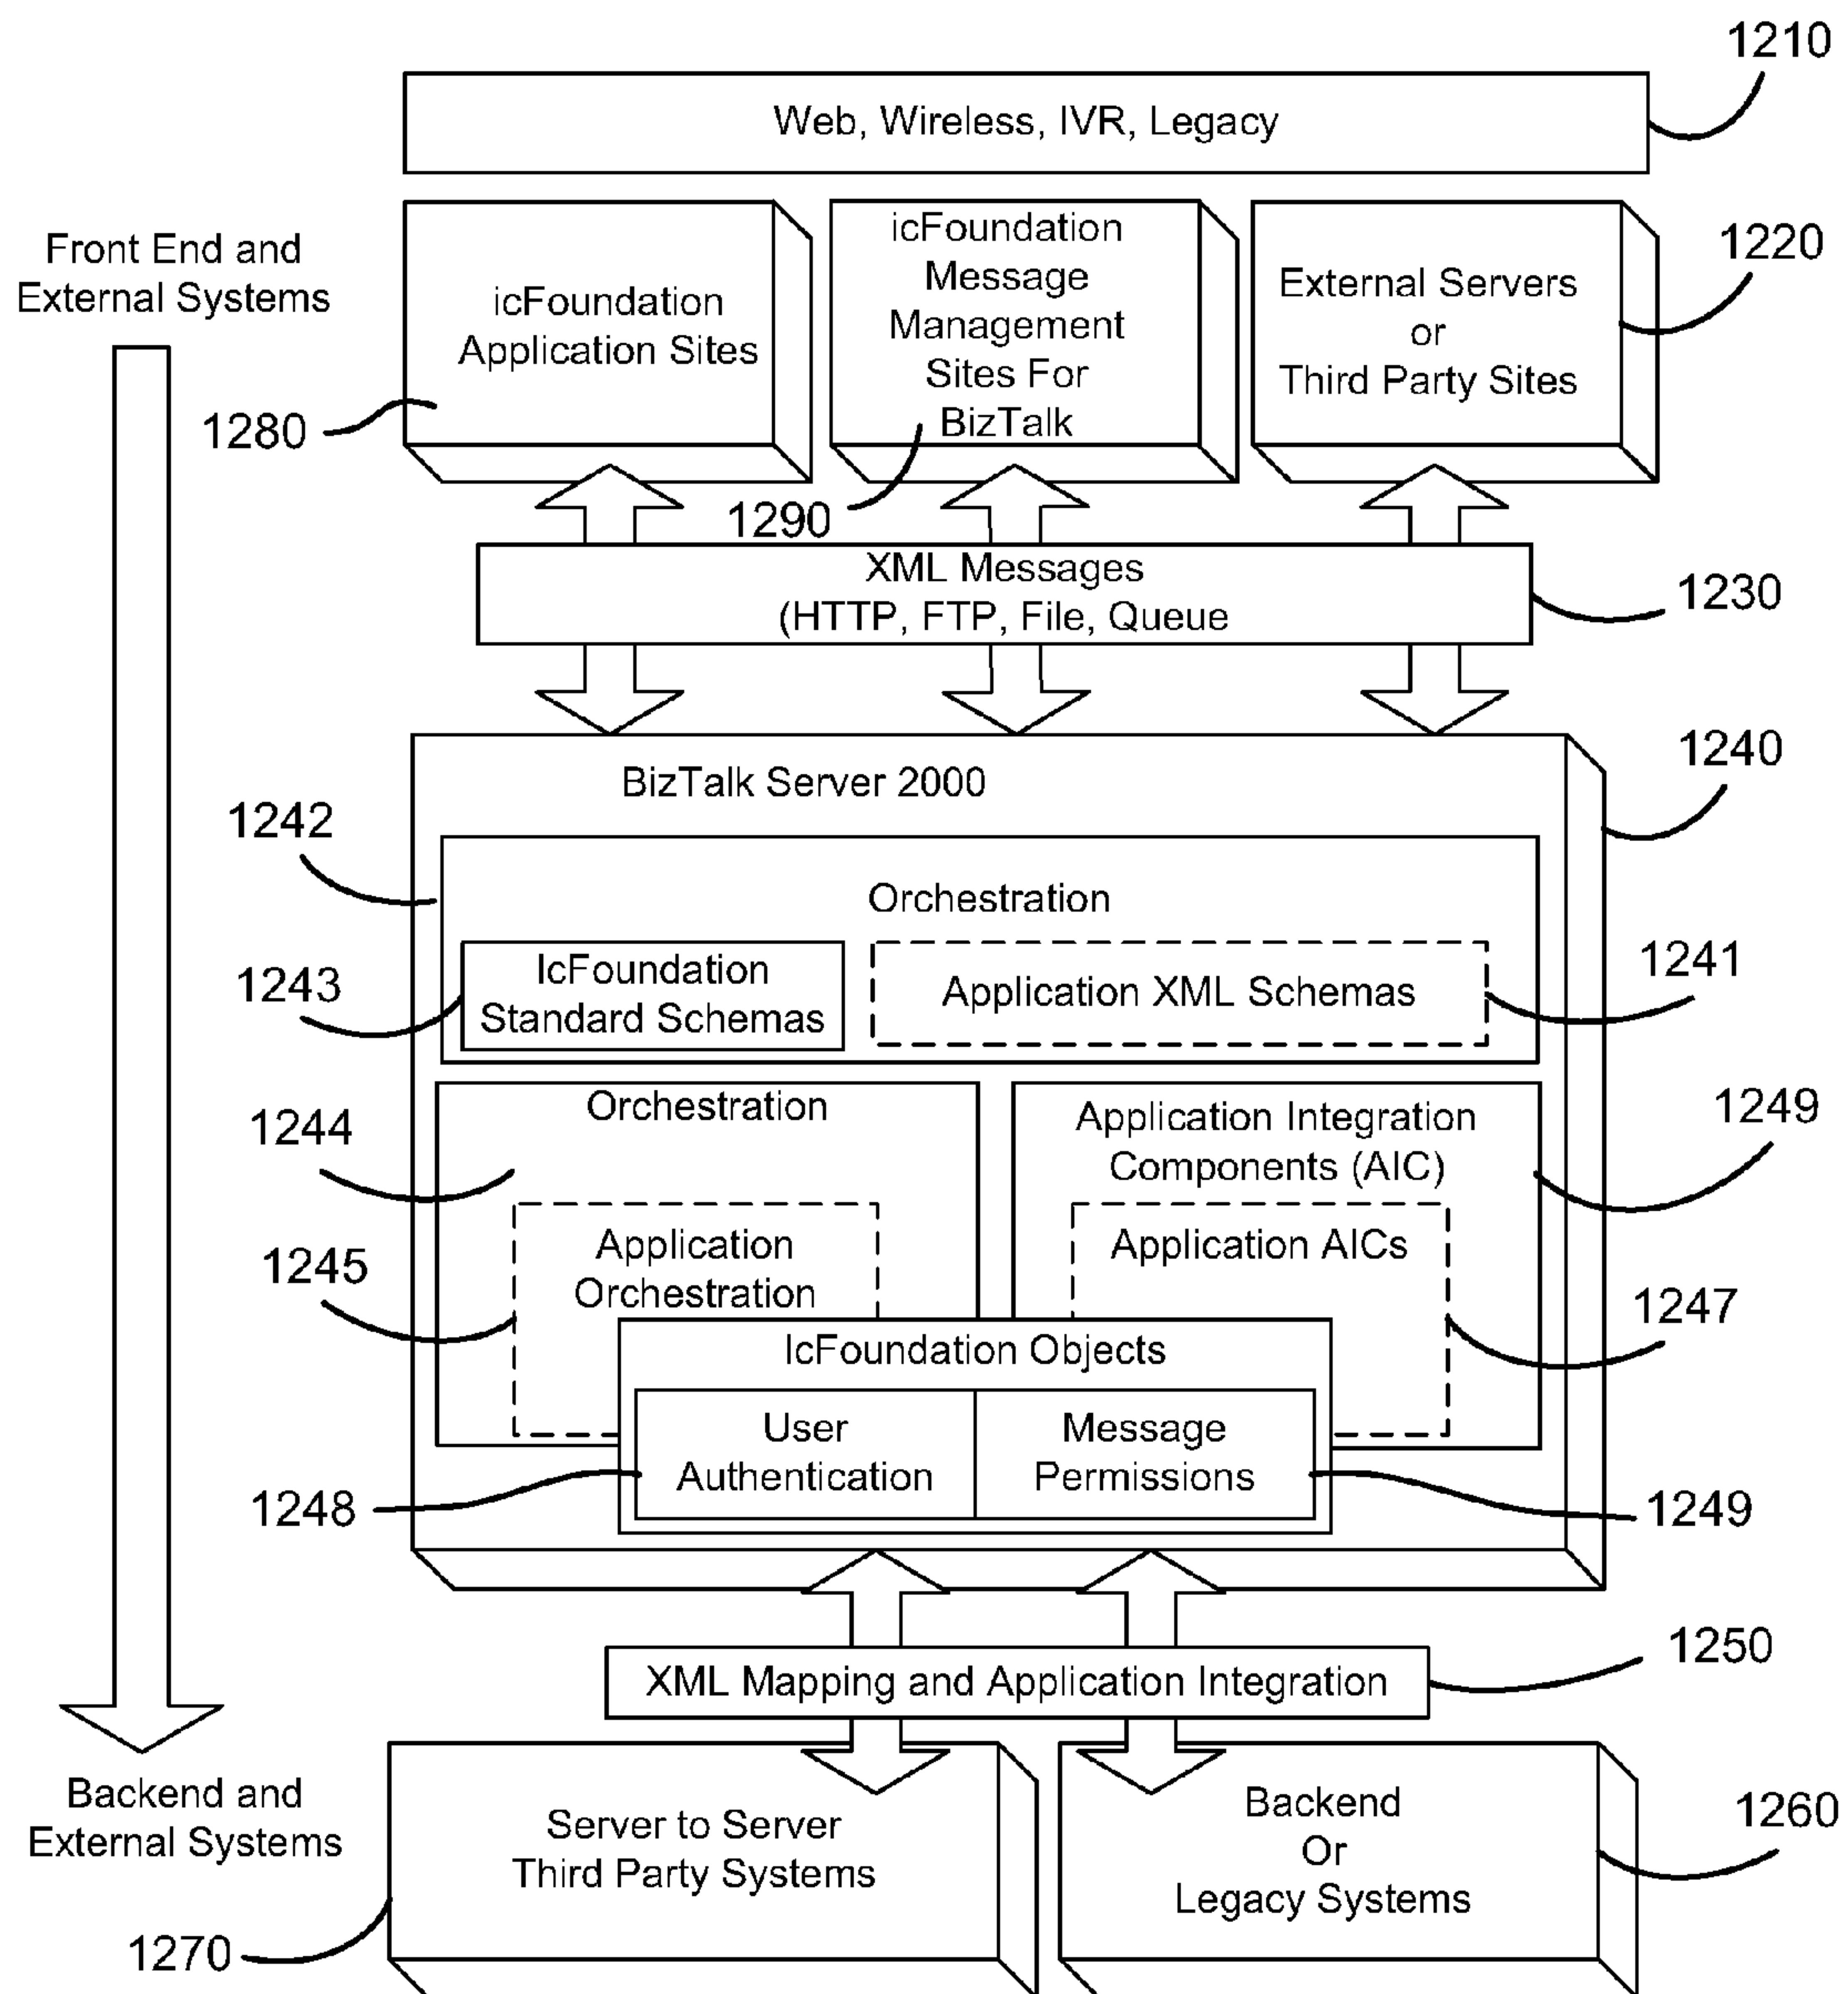 1210
Web, Wireless, IVR, Legacy
Front End and
External Systems
icFoundation
Application Sites
1280
icFoundation
Message
Management
Sites For
BizTalk
1290
External Servers
or
Third Party Sites
1220
XML Messages
(HTTP, FTP, File, Queue
1230
BizTalk Server 2000
1240
1242
Orchestration
1243
IcFoundation
Standard Schemas
Application XML Schemas
1241
1244
Orchestration
Application Integration
Components (AIC)
1249
1245
Application
Orchestration
Application AICs
1247
IcFoundation Objects
User
Authentication
Message
Permissions
1248
1249
XML Mapping and Application Integration
1250
Backend and
External Systems
Server to Server
Third Party Systems
1270
Backend
Or
Legacy Systems
1260